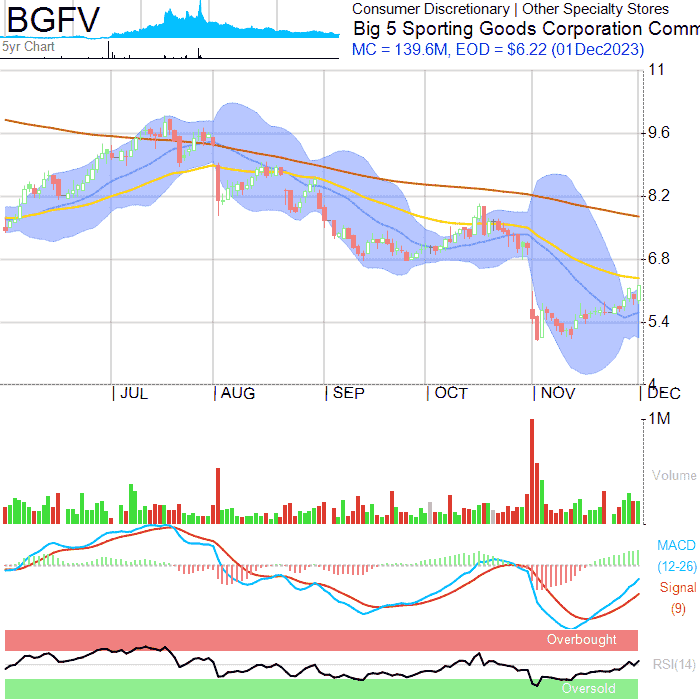 BGFV
5yr Chart
Consumer Discretionary | Other Specialty Stores
Big 5 Sporting Goods Corporation Comm
MC = 139.6M, EOD = $6.22 (01Dec2023)
11
9.6
8.2
6.8
5.4
4
JUL AUG SEP OCT NOV DEC
1M
Volume
MACD
(12-26)
Signal
(9)
Overbought
RSI(14)
Oversold